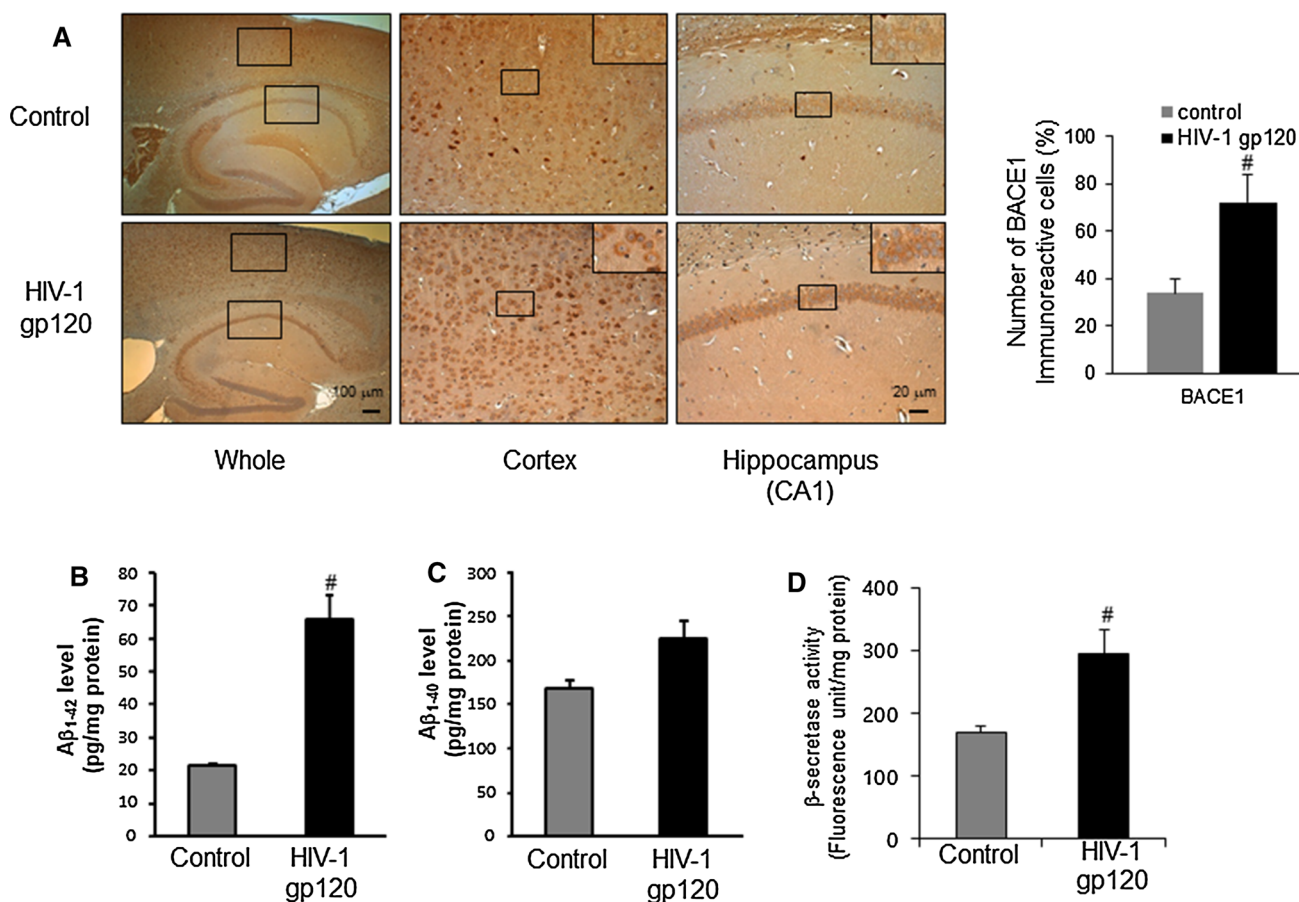 A
Control
HIV-1
gp120
100 µm
20 µm
Whole
Cortex
Hippocampus
(CA1)
control
HIV-1 gp120
Number of BACE1
Immunoreactive cells (%)
100
80
60
40
20
0
#
BACE1
B
Aβ1-42 level
(pg/mg protein)
80
70
60
50
40
30
20
10
0
#
Control
HIV-1
gp120
C
Aβ1-40 level
(pg/mg protein)
300
250
200
150
100
50
0
Control
HIV-1
gp120
D
β-secretase activity
(Fluorescence unit/mg protein)
400
300
200
100
0
#
Control
HIV-1
gp120